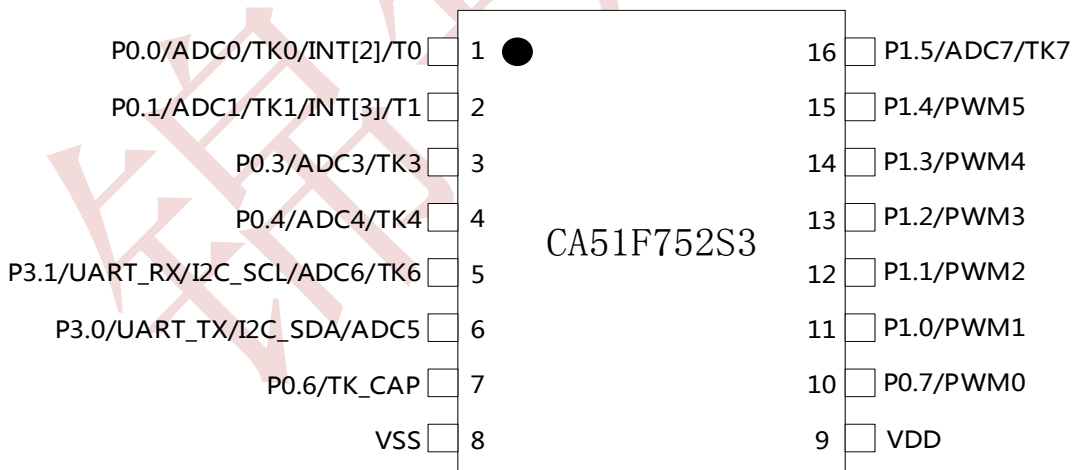 P0.0/ADC0/TK0/INT[2]/T0 1 16 P1.5/ADC7/TK7
P0.1/ADC1/TK1/INT[3]/T1 2 15 P1.4/PWM5
P0.3/ADC3/TK3 3 14 P1.3/PWM4
P0.4/ADC4/TK4 4 13 P1.2/PWM3
CA51F752S3
P3.1/UART_RX/I2C_SCL/ADC6/TK6 5 12 P1.1/PWM2
P3.0/UART_TX/I2C_SDA/ADC5 6 11 P1.0/PWM1
P0.6/TK_CAP 7 10 P0.7/PWM0
VSS 8 9 VDD
锦